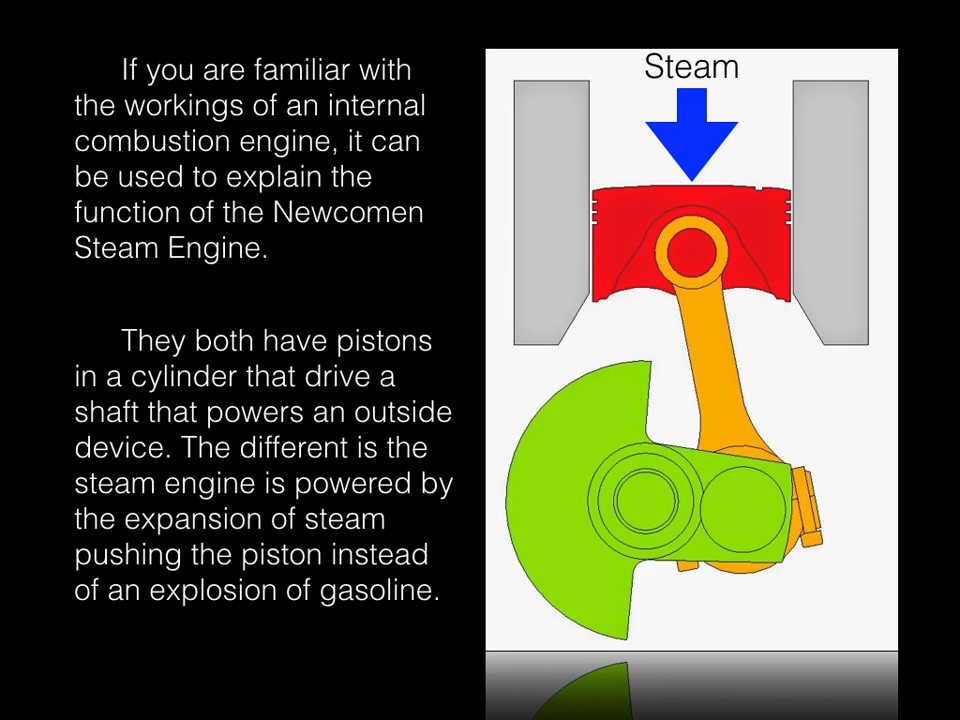 If you are familiar with
the workings of an internal
combustion engine, it can
be used to explain the
function of the Newcomen
Steam Engine.
They both have pistons
in a cylinder that drive a
shaft that powers an outside
device. The different is the
steam engine is powered by
the expansion of steam
pushing the piston instead
of an explosion of gasoline.
Steam